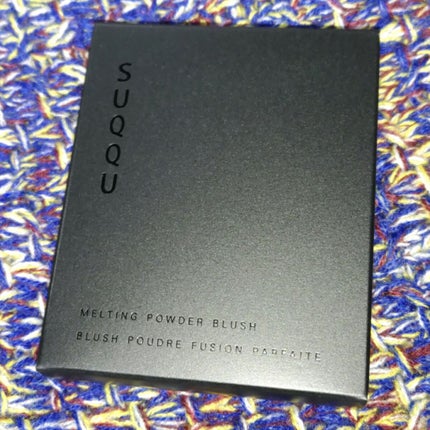 SUQQU
MELTING POWDER BLUSH
BLUSH POUDRE FUSION PARFAITE